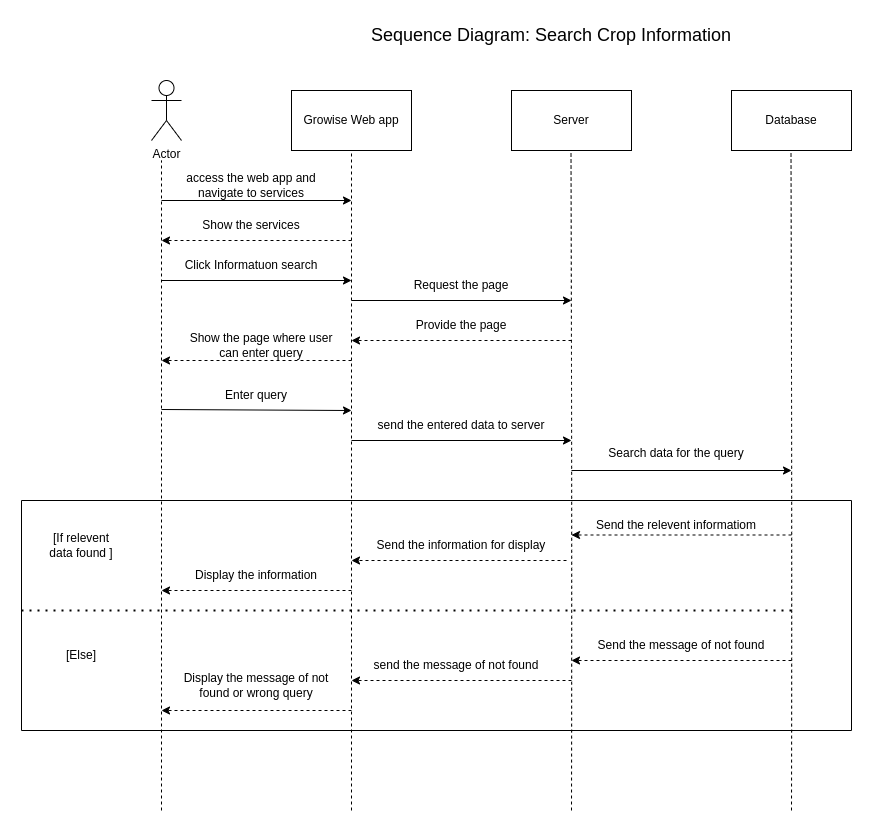 Sequence Diagram: Search Crop Information
Actor
Growise Web app
Server
Database
access the web app and
navigate to services
Show the services
Click Informatuon search
Request the page
Provide the page
Show the page where user
can enter query
Enter query
send the entered data to server
Search data for the query
[If relevent
data found ]
Send the relevent informatiom
Send the information for display
Display the information
[Else]
Send the message of not found
send the message of not found
Display the message of not
found or wrong query